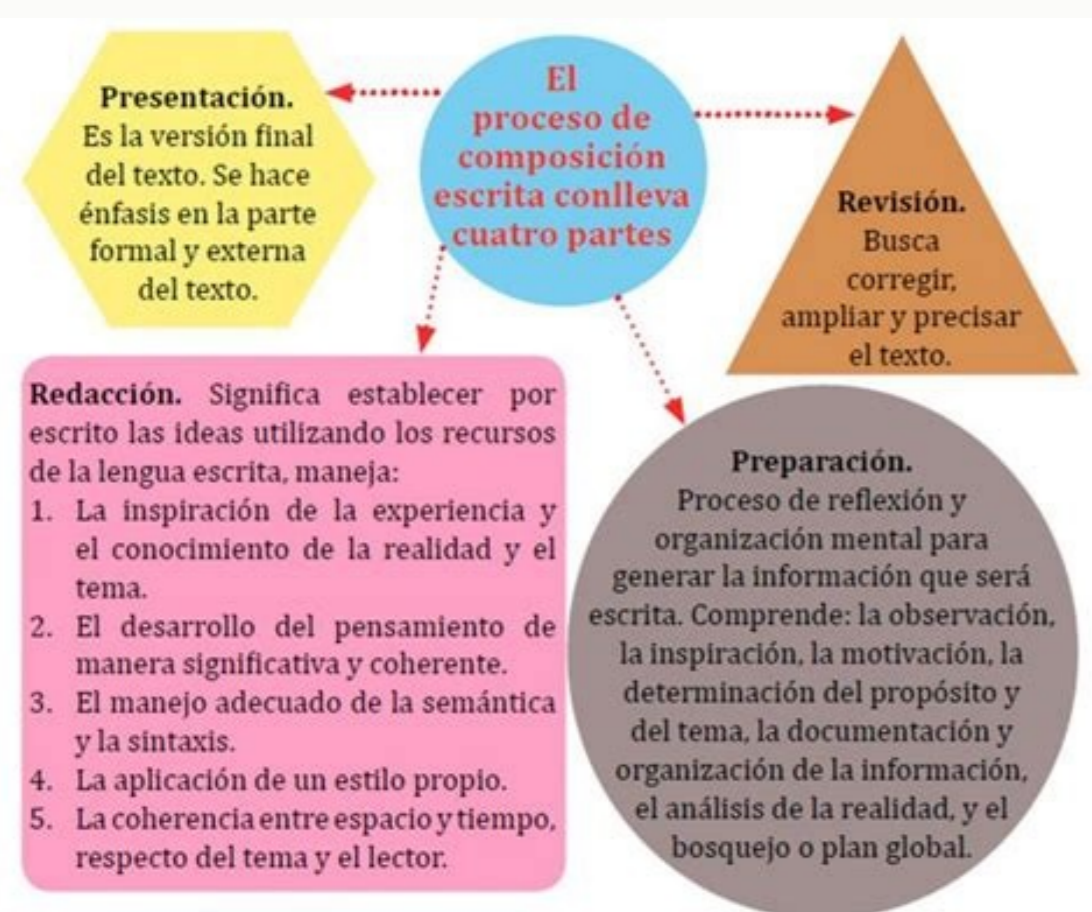 El
proceso de
composición
escrita conlleva
cuatro partes
Presentación.
Es la versión final
del texto. Se hace
énfasis en la parte
formal y externa
del texto.
Revisión.
Busca
corregir,
ampliar y precisar
el texto.
Redacción. Significa establecer por
escrito las ideas utilizando los recursos
de la lengua escrita, maneja:
1. La inspiración de la experiencia y
el conocimiento de la realidad y el
tema.
2. El desarrollo del pensamiento de
manera significativa y coherente.
3. El manejo adecuado de la semántica
y la sintaxis.
4. La aplicación de un estilo propio.
5. La coherencia entre espacio y tiempo,
respecto del tema y el lector.
Preparación.
Proceso de reflexión y
organización mental para
generar la información que será
escrita. Comprende: la observación,
la inspiración, la motivación, la
determinación del propósito y
del tema, la documentación y
organización de la información,
el análisis de la realidad, y el
bosquejo o plan global.